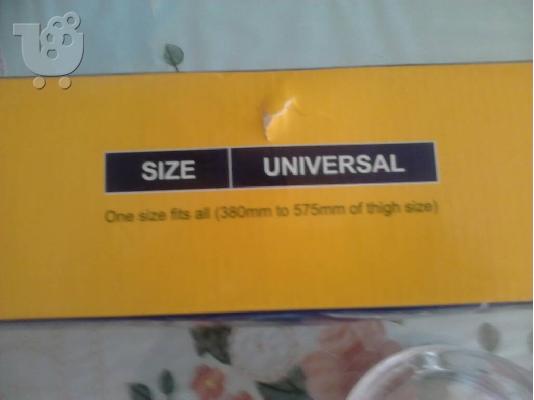 SIZE UNIVERSAL
One size fits all (380mm to 575mm of thigh size)